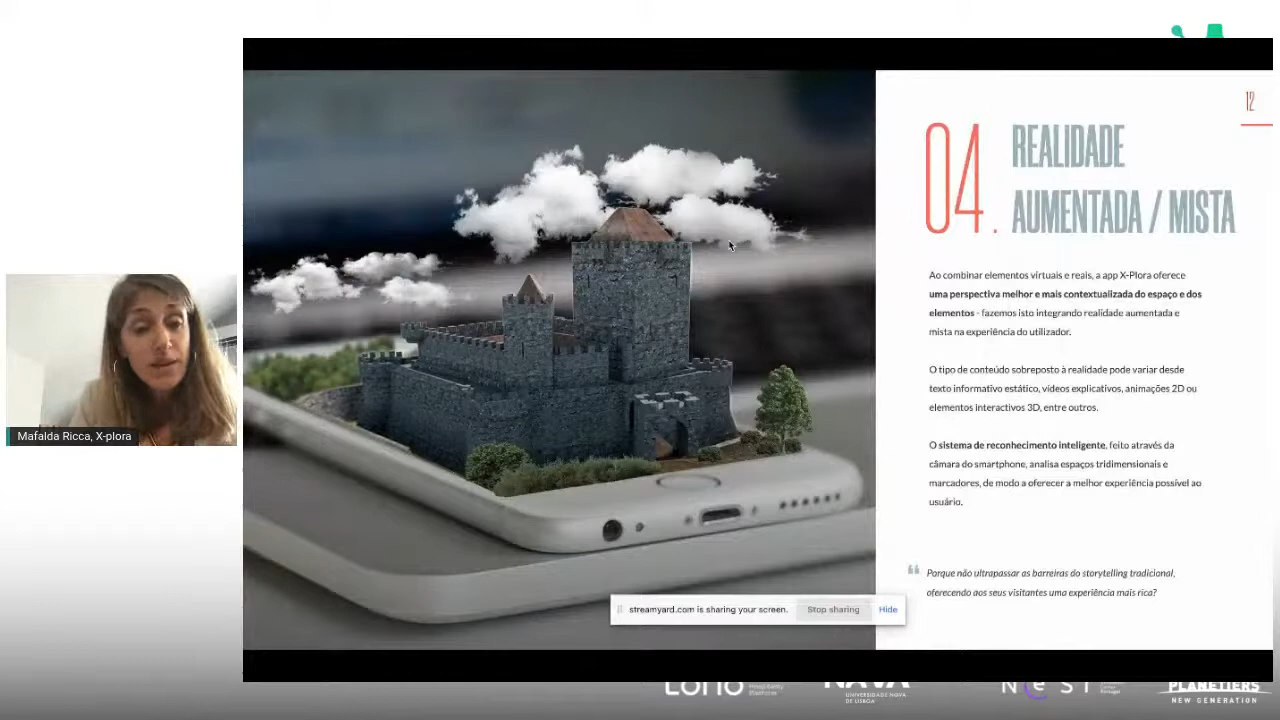 12
04.
REALIDADE
AUMENTADA / MISTA
Ao combinar elementos virtuais e reais, a app X-Plora oferece
uma perspectiva melhor e mais contextualizada do espaço e dos
elementos - fazemos isto integrando realidade aumentada e
mista na experiência do utilizador.
O tipo de conteúdo sobreposto à realidade pode variar desde
texto informativo estático, vídeos explicativos, animações 2D ou
elementos interactivos 3D, entre outros.
O sistema de reconhecimento inteligente, feito através da
câmara do smartphone, analisa espaços tridimensionais e
marcadores, de modo a oferecer a melhor experiência possível ao
usuário.
Porque não ultrapassar as barreiras do storytelling tradicional,
oferecendo aos seus visitantes uma experiência mais rica?
Mafalda Ricca, X-plora
streamyard.com is sharing your screen.
Stop sharing
Hide
NOVA
UNIVERSIDADE NOVA
DE LISBOA
NeST
PLANETIERS
NEW GENERATION